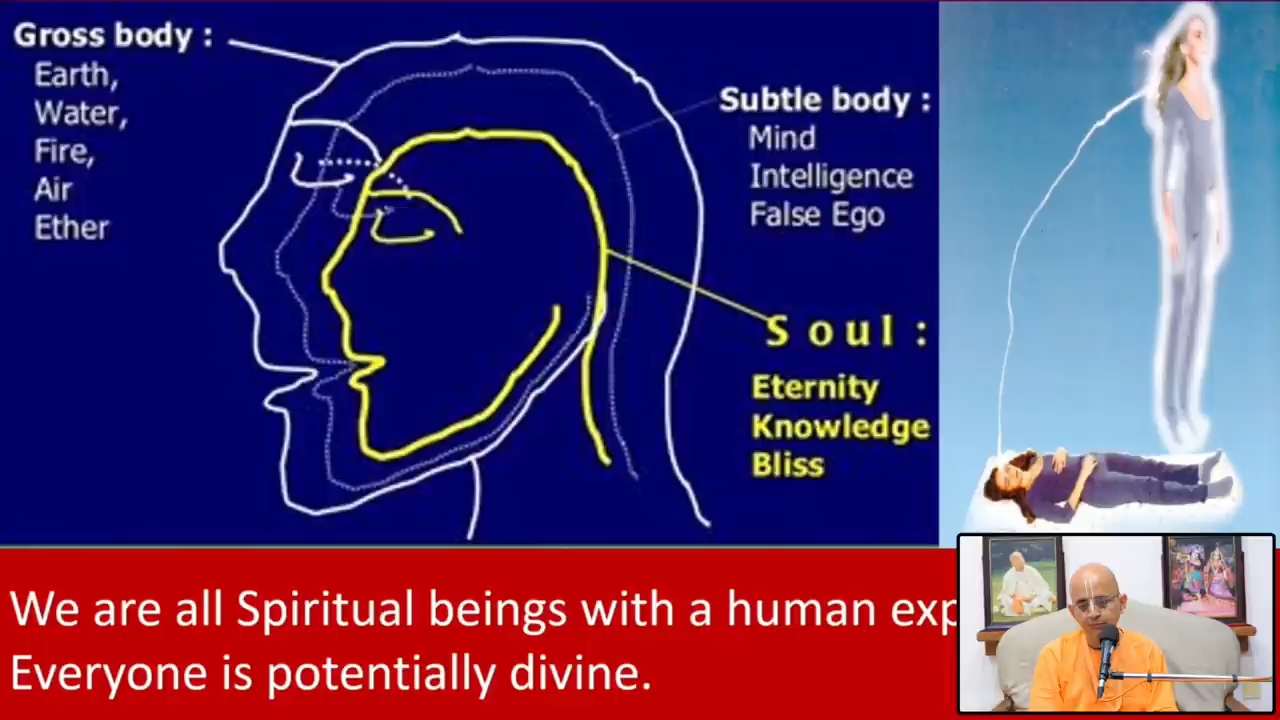 Gross body :
Earth,
Water,
Fire,
Air
Ether
Subtle body :
Mind
Intelligence
False Ego
Soul :
Eternity
Knowledge
Bliss
We are all Spiritual beings with a human
Everyone is potentially divine.